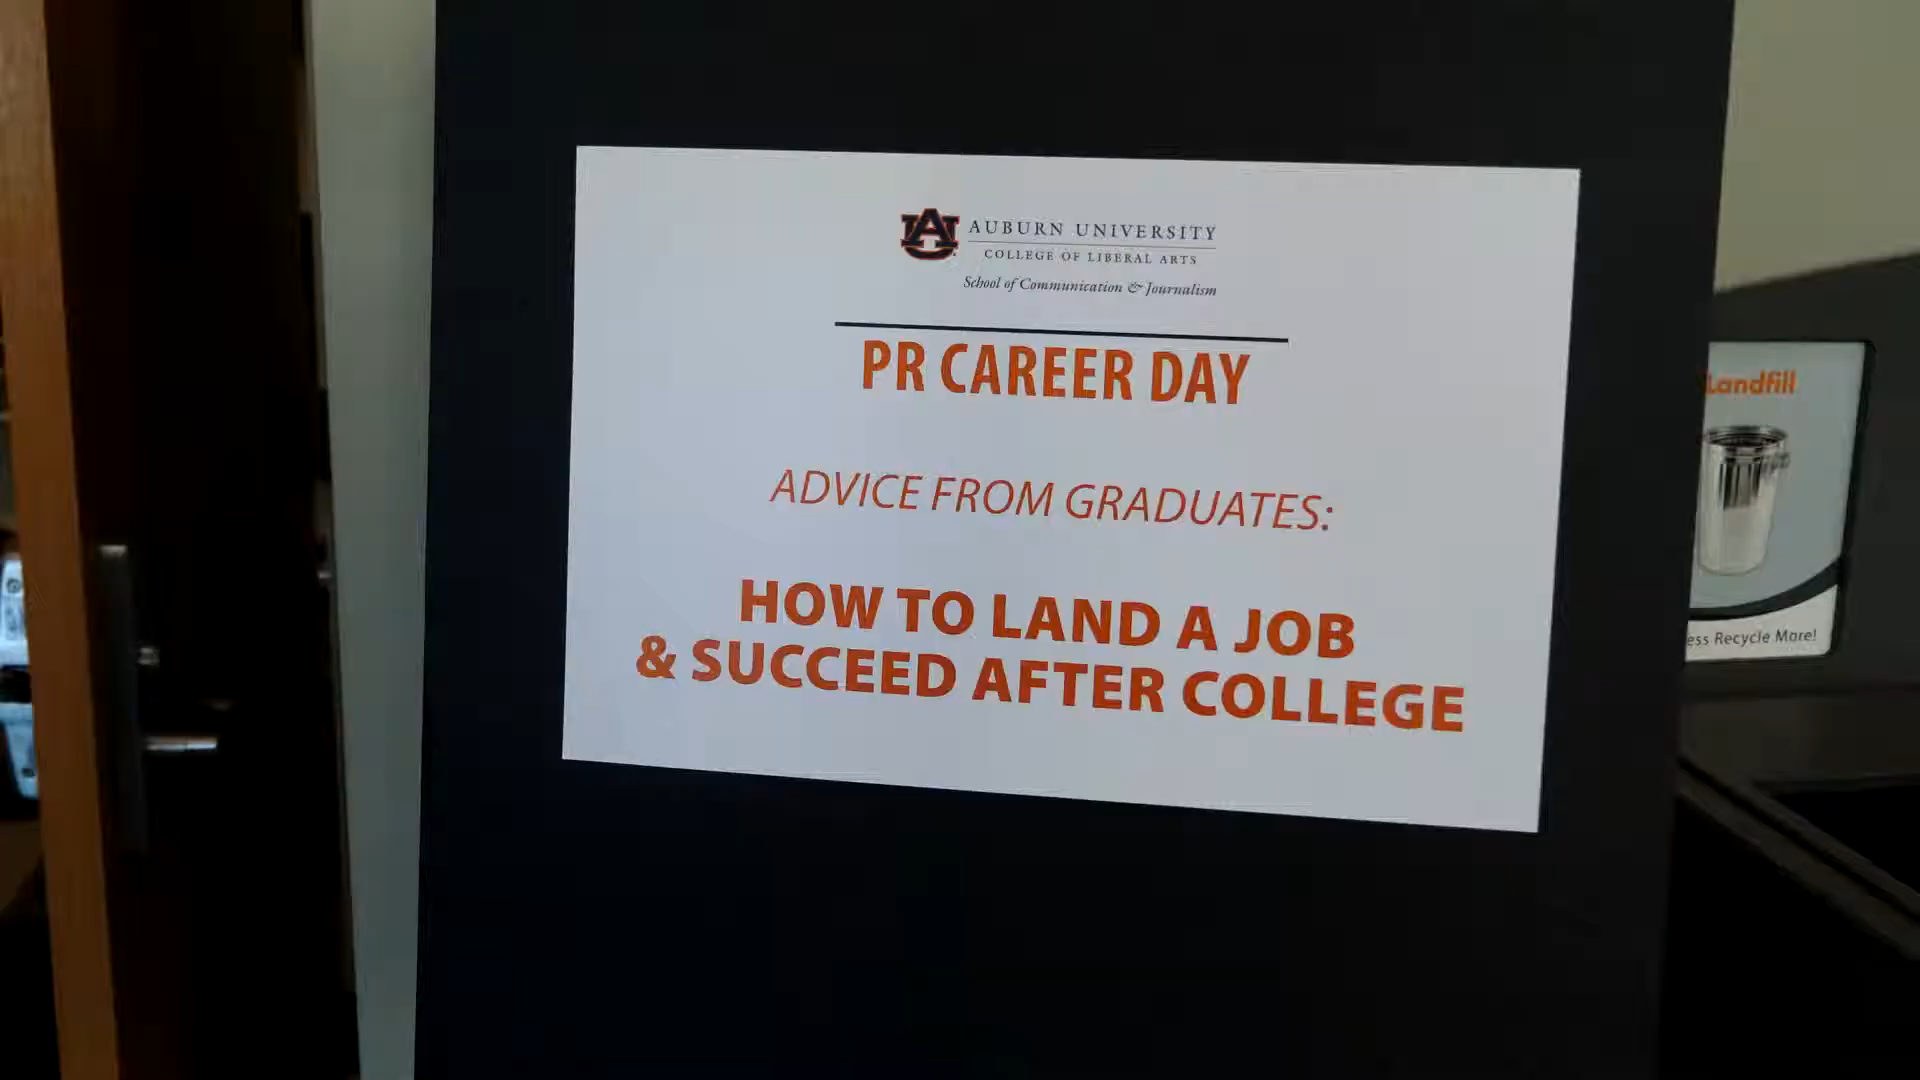 AUBURN UNIVERSITY
COLLEGE OF LIBERAL ARTS
School of Communication & Journalism
PR CAREER DAY
ADVICE FROM GRADUATES:
HOW TO LAND A JOB
& SUCCEED AFTER COLLEGE
Landfill
Recycle More!